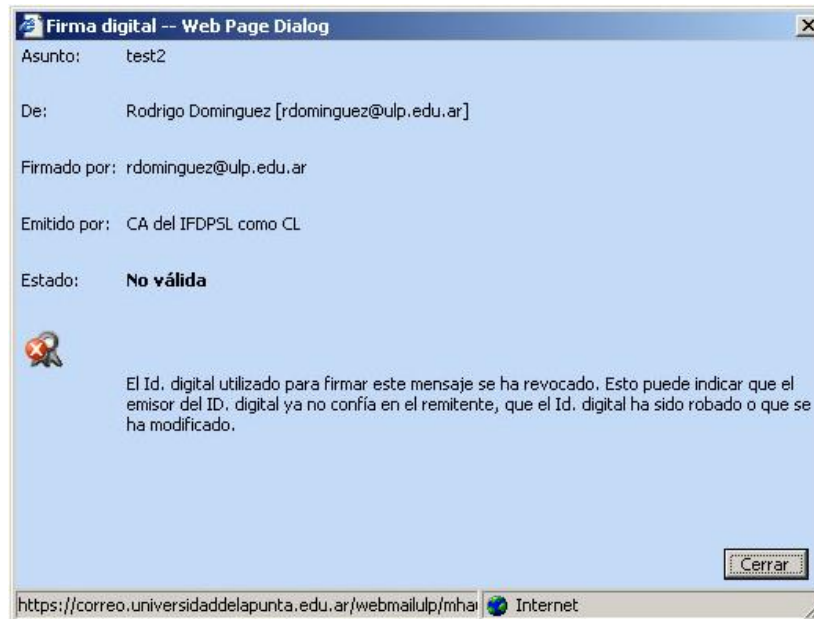 Firma digital -- Web Page Dialog
Asunto: test2
De: Rodrigo Dominguez [rdominguez@ulp.edu.ar]
Firmado por: rdominguez@ulp.edu.ar
Emitido por: CA del IFDPSL como CL
Estado: No válida
El Id. digital utilizado para firmar este mensaje se ha revocado. Esto puede indicar que el
emisor del ID. digital ya no confía en el remitente, que el Id. digital ha sido robado o que se
ha modificado.
Cerrar
https://correo.universidaddelapunta.edu.ar/webmailulp/mha Internet